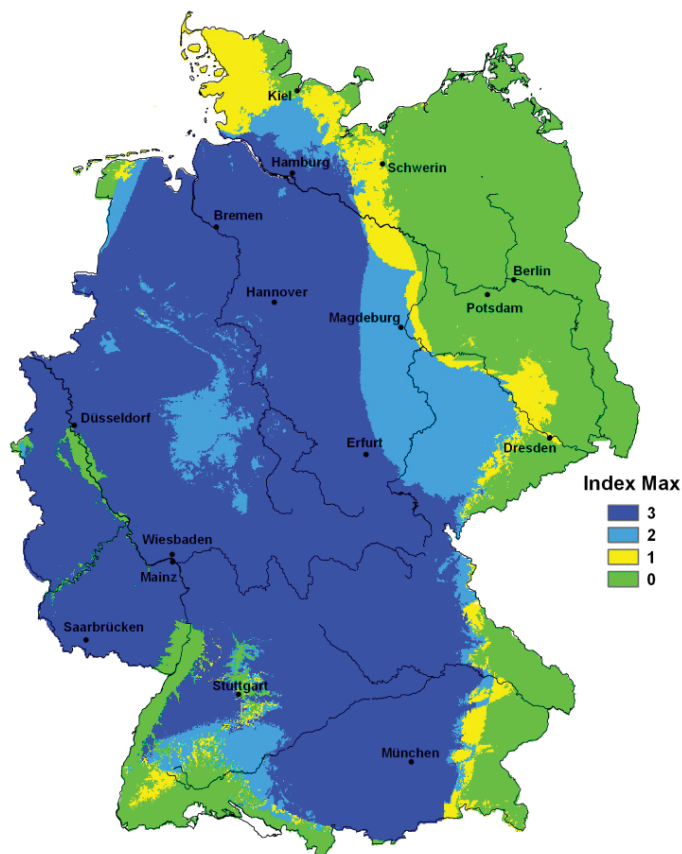 Kiel
Schwerin
Hamburg
Bremen
Berlin
Hannover
Potsdam
Magdeburg
Düsseldorf
Erfurt
Dresden
Index Max
3
2
1
0
Wiesbaden
Mainz
Saarbrücken
Stuttgart
München